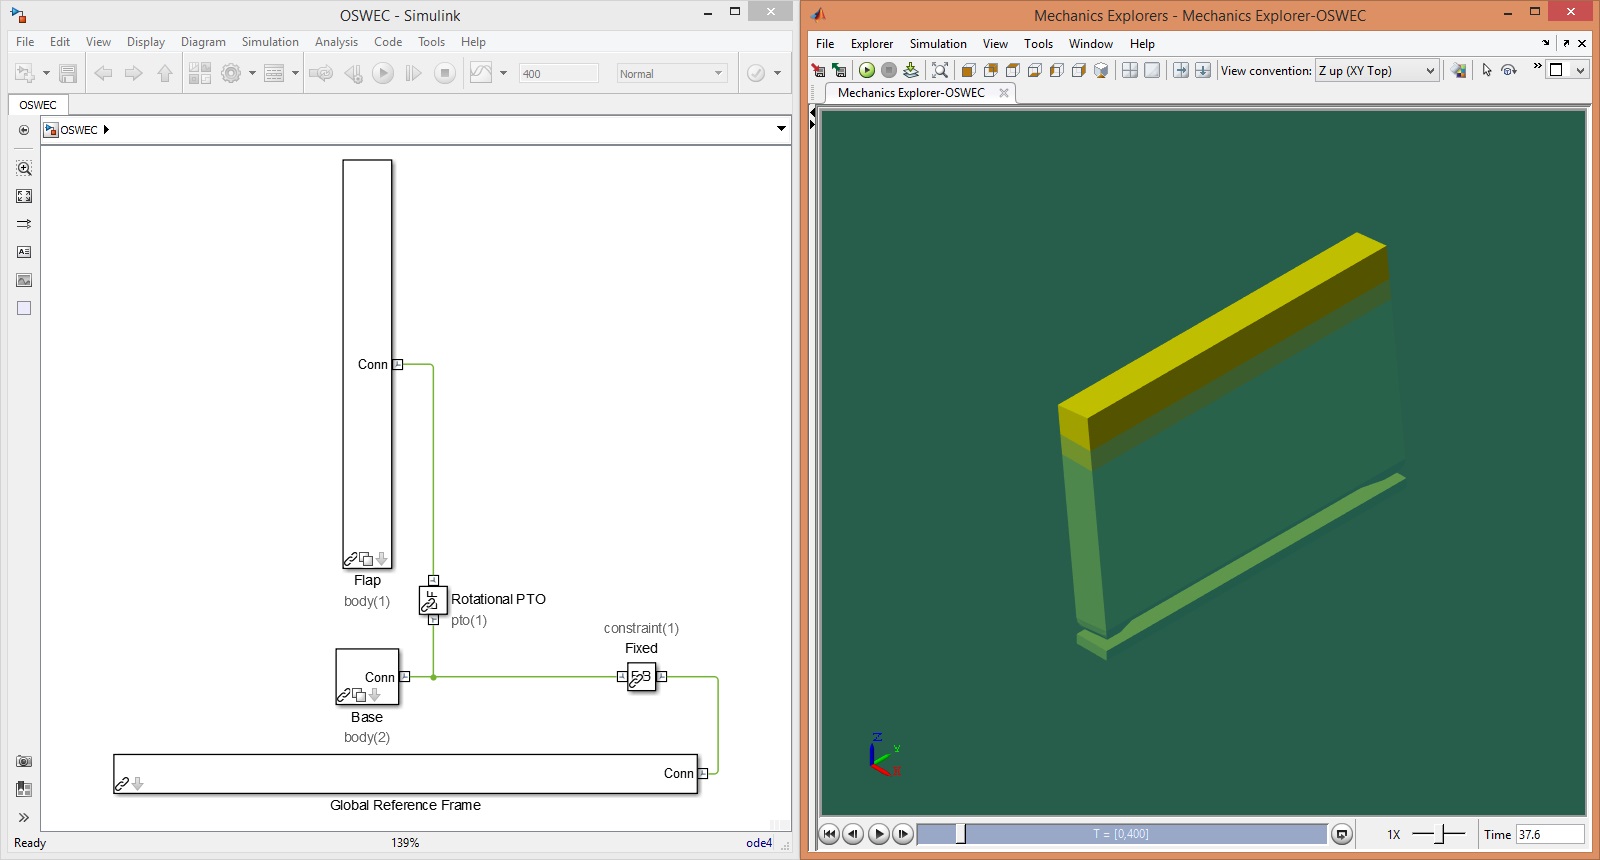 OSWEC - Simulink
File Edit View Display Diagram Simulation Analysis Code Tools Help
400 Normal
OSWEC
OSWEC
Conn
Flap
body(1)
Rotational PTO
pto(1)
constraint(1)
Fixed
Conn
Base
body(2)
Conn
Global Reference Frame
Ready 139% ode4
Mechanics Explorers - Mechanics Explorer-OSWEC
File Explorer Simulation View Tools Window Help
View convention: Z up (XY Top)
Mechanics Explorer-OSWEC
Z
Y
X
T = [0,400] 1X Time 37.6